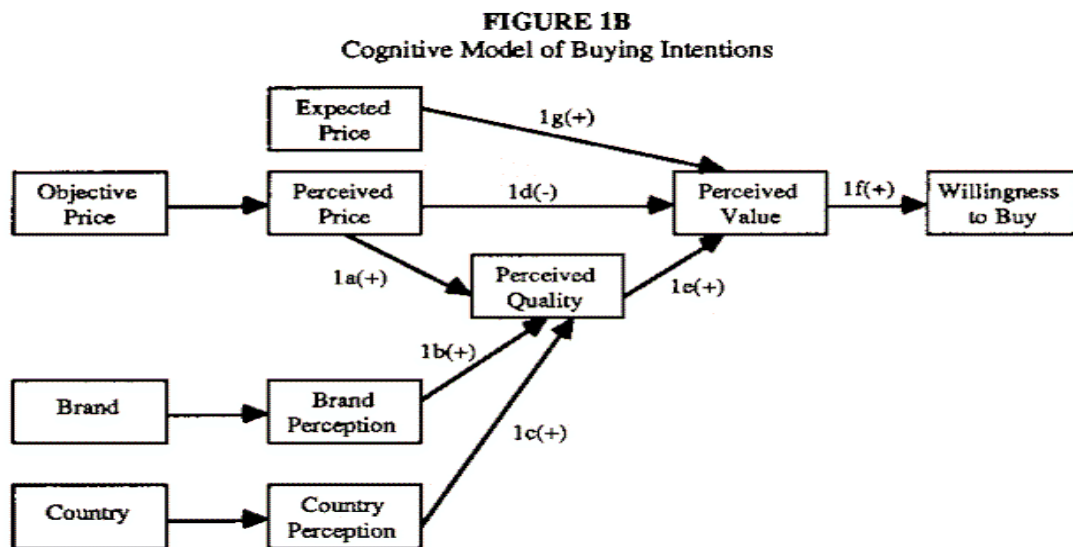 FIGURE 1B
Cognitive Model of Buying Intentions
Expected
Price
1g(+)
Objective
Price
Perceived
Price
1d(-)
Perceived
Value
1f(+)
Willingness
to Buy
1a(+)
Perceived
Quality
1e(+)
1b(+)
Brand
Brand
Perception
1c(+)
Country
Country
Perception